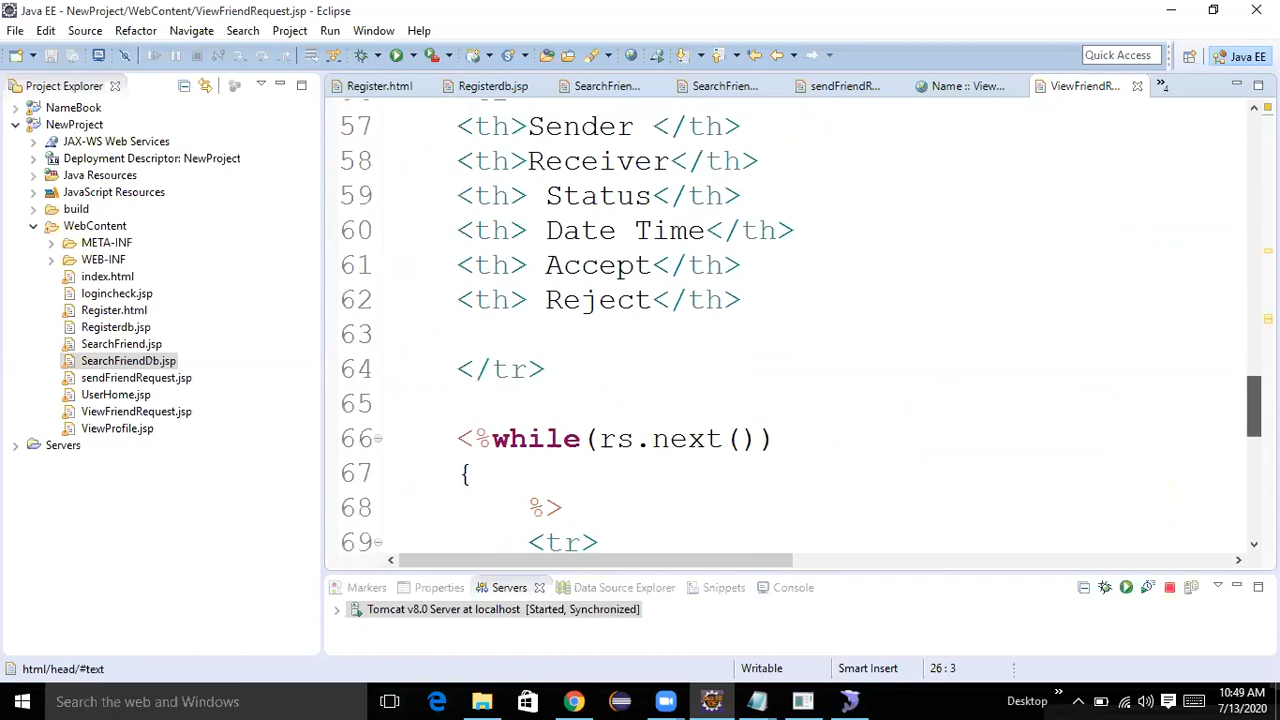 Java EE - NewProject/WebContent/ViewFriendRequest.jsp - Eclipse
File Edit Source Refactor Navigate Search Project Run Window Help
Quick Access
Java EE
Project Explorer
Register.html
Registerdb.jsp
SearchFrien...
SearchFren...
sendFriendR...
Name :: View...
ViewFriendR...
NameBook
NewProject
JAX-WS Web Services
Deployment Descriptor: NewProject
Java Resources
JavaScript Resources
build
WebContent
META-INF
WEB-INF
index.html
logincheck.jsp
Register.html
Registerdb.jsp
SearchFriend.jsp
SearchFriendDb.jsp
sendFriendRequest.jsp
UserHome.jsp
ViewFriendRequest.jsp
ViewProfile.jsp
Servers
57 <th>Sender </th>
58 <th>Receiver</th>
59 <th> Status</th>
60 <th> Date Time</th>
61 <th> Accept</th>
62 <th> Reject</th>
63
64 </tr>
65
66 <%while(rs.next())
67 {
68 %>
69 <tr>
Markers Properties Servers Data Source Explorer Snippets Console
Tomcat v8.0 Server at localhost [Started, Synchronized]
html/head/#text Writable Smart Insert 26 : 3
Search the web and Windows
Desktop
10:49 AM
7/13/2020